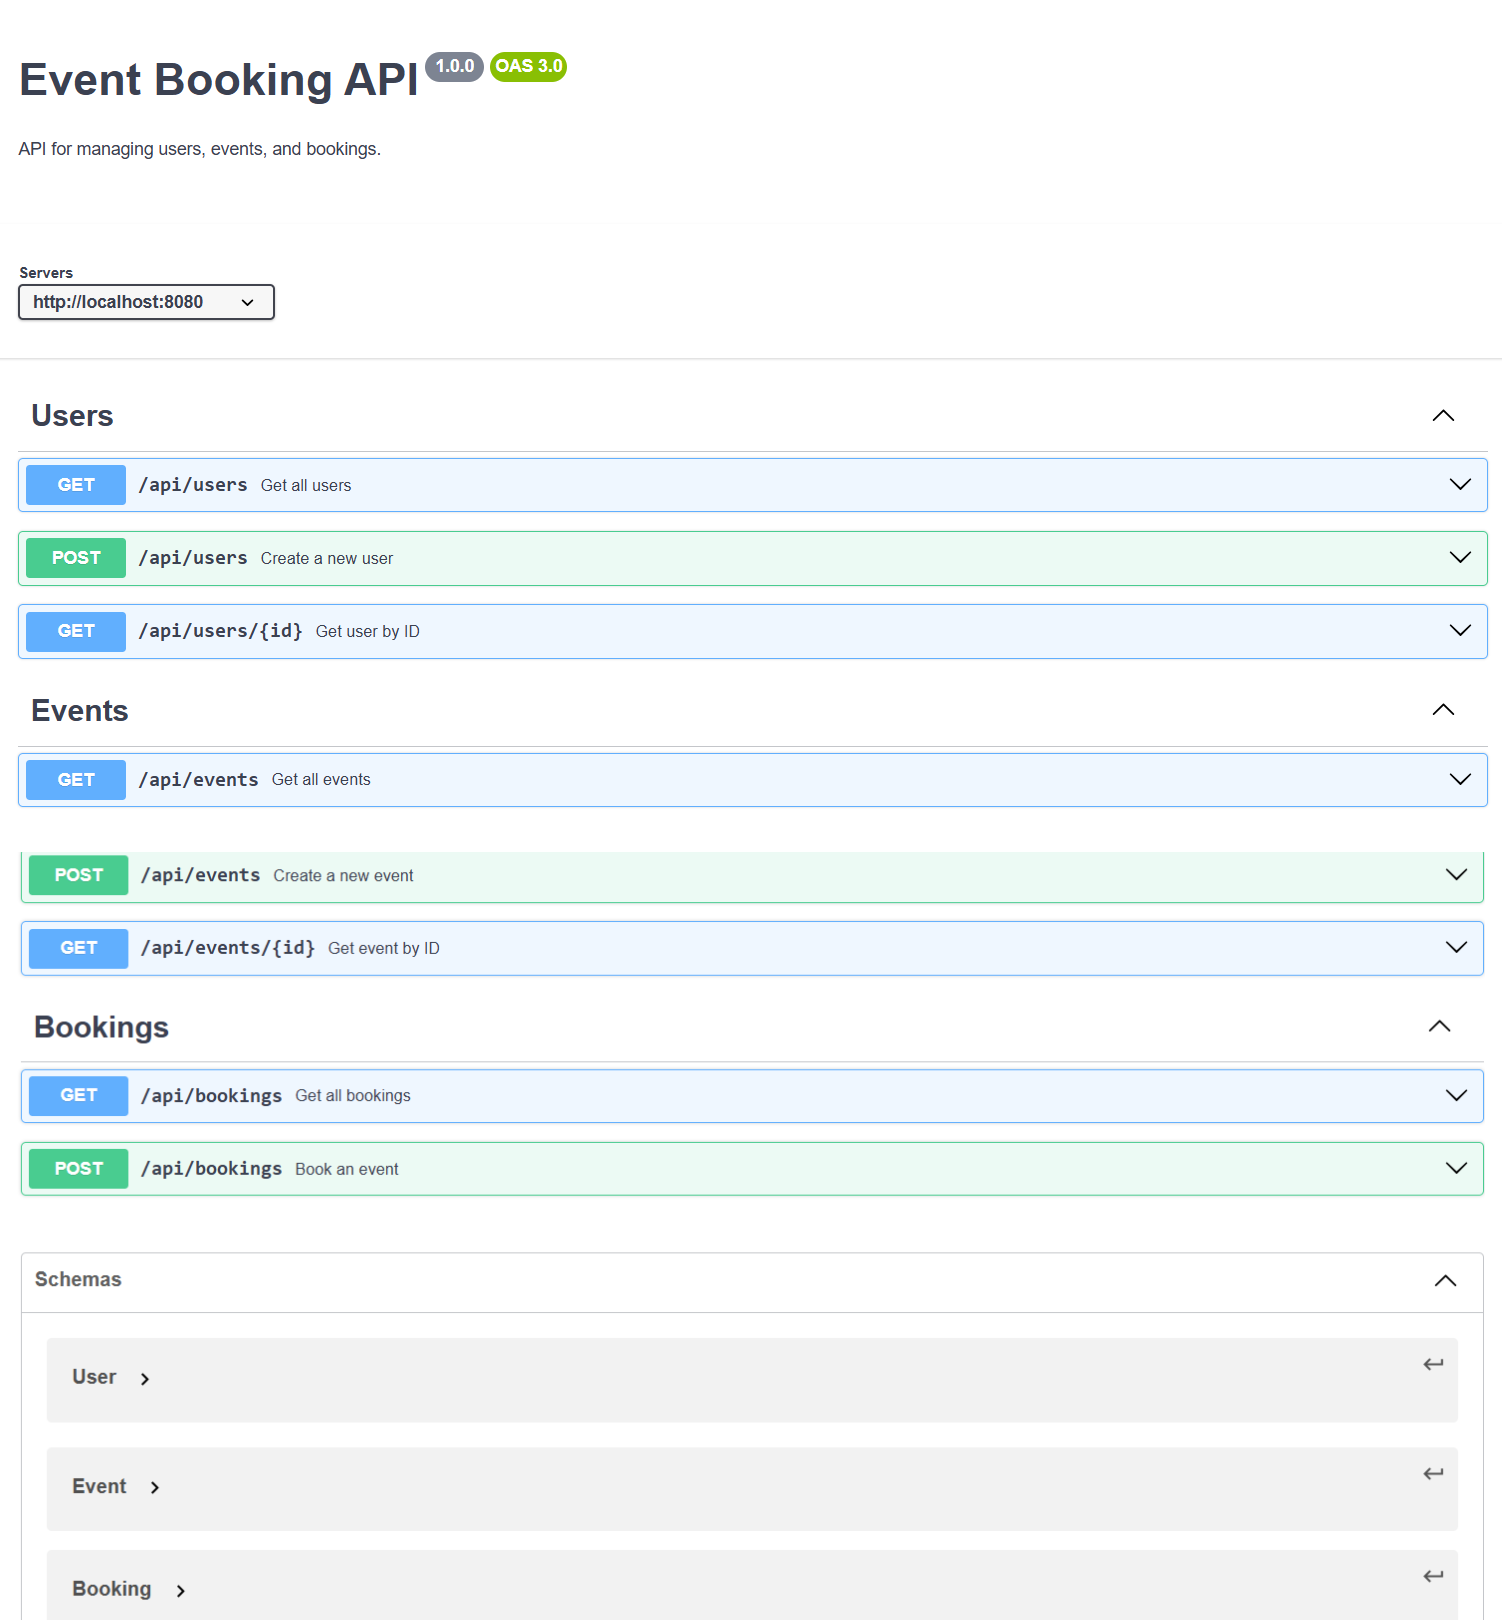 Event Booking API 1.0.0 OAS 3.0
API for managing users, events, and bookings.
Servers
http://localhost:8080
Users
GET /api/users Get all users
POST /api/users Create a new user
GET /api/users/{id} Get user by ID
Events
GET /api/events Get all events
POST /api/events Create a new event
GET /api/events/{id} Get event by ID
Bookings
GET /api/bookings Get all bookings
POST /api/bookings Book an event
Schemas
User
Event
Booking